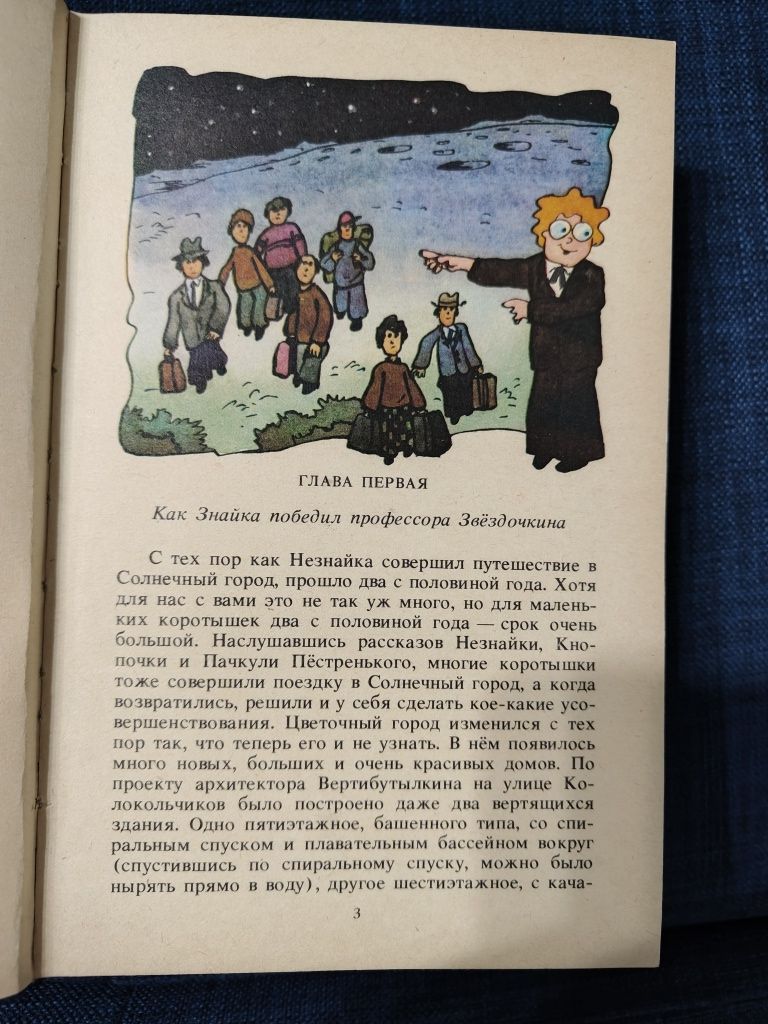 ГЛАВА ПЕРВАЯ
Как Знайка победил профессора Звёздочкина
С тех пор как Незнайка совершил путешествие в
Солнечный город, прошло два с половиной года. Хотя
для нас с вами это не так уж много, но для малень-
ких коротышек два с половиной года — срок очень
большой. Наслушавшись рассказов Незнайки, Кно-
почки и Пачкули Пёстренького, многие коротышки
тоже совершили поездку в Солнечный город, а когда
возвратились, решили и у себя сделать кое-какие усо-
вершенствования. Цветочный город изменился с тех
пор так, что теперь его и не узнать. В нём появилось
много новых, больших и очень красивых домов. По
проекту архитектора Вертибутылкина на улице Ко-
локольчиков было построено даже два вертящихся
здания. Одно пятиэтажное, башенного типа, со спи-
ральным спуском и плавательным бассейном вокруг
(спустившись по спиральному спуску, можно было
нырять прямо в воду), другое шестиэтажное, с кача-
3